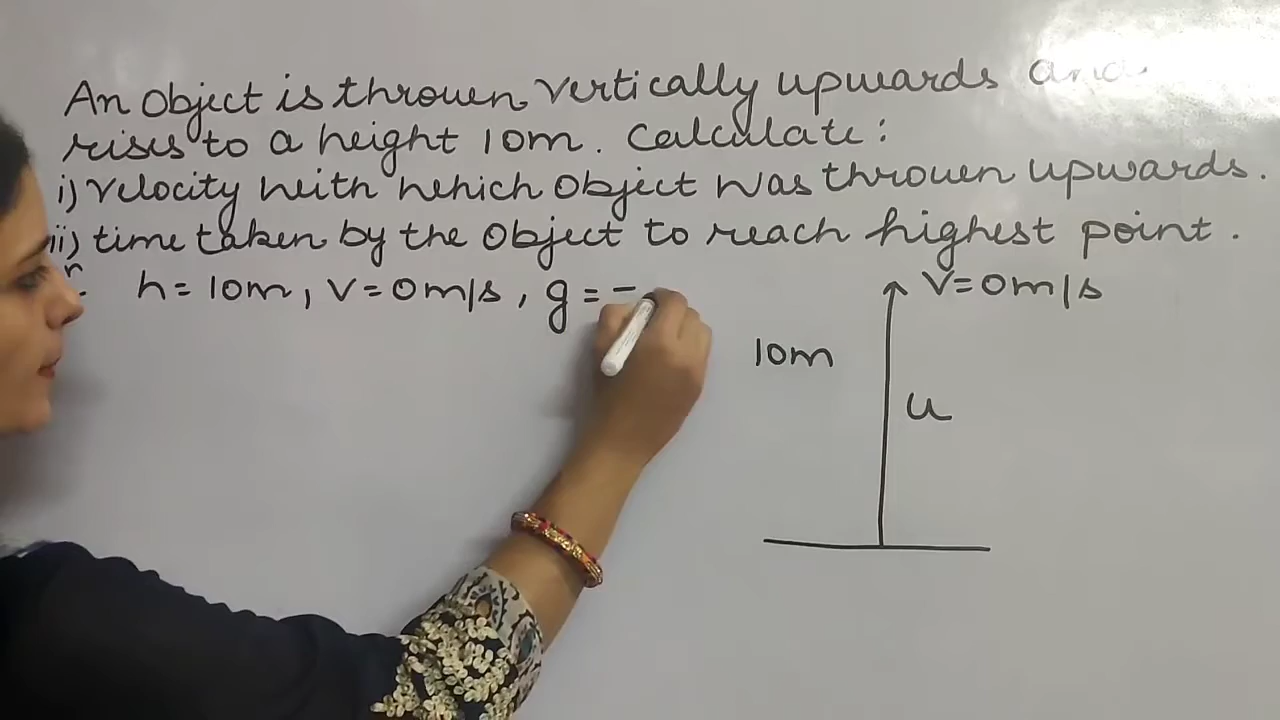 An object is thrown vertically upwards and
rises to a height 10m. Calculate:
i) velocity with which object was thrown upwards.
ii) time taken by the object to reach highest point.
h = 10m, v = 0m/s, g = -
v = 0m/s
10m
u